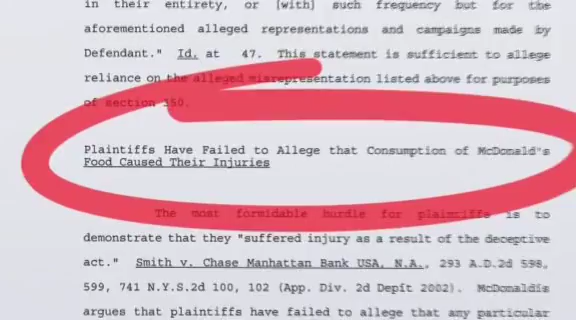 in their entirety, or [with] such frequency but for the
aforementioned alleged representations and campaigns made by
Defendant." Id. at 47. This statement is sufficient to allege
reliance on the alleged misrepresentation listed above for purposes
of section 350.
Plaintiffs Have Failed to Allege that Consumption of McDonald"s
Food Caused Their Injuries
The most formidable hurdle for plaintiffs is to
demonstrate that they "suffered injury as a result of the deceptive
act." Smith v. Chase Manhattan Bank USA, N.A., 293 A.D.2d 598,
599, 741 N.Y.S.2d 100, 102 (App. Div. 2d Depít 2002). McDonaldís
argues that plaintiffs have failed to allege that any particular